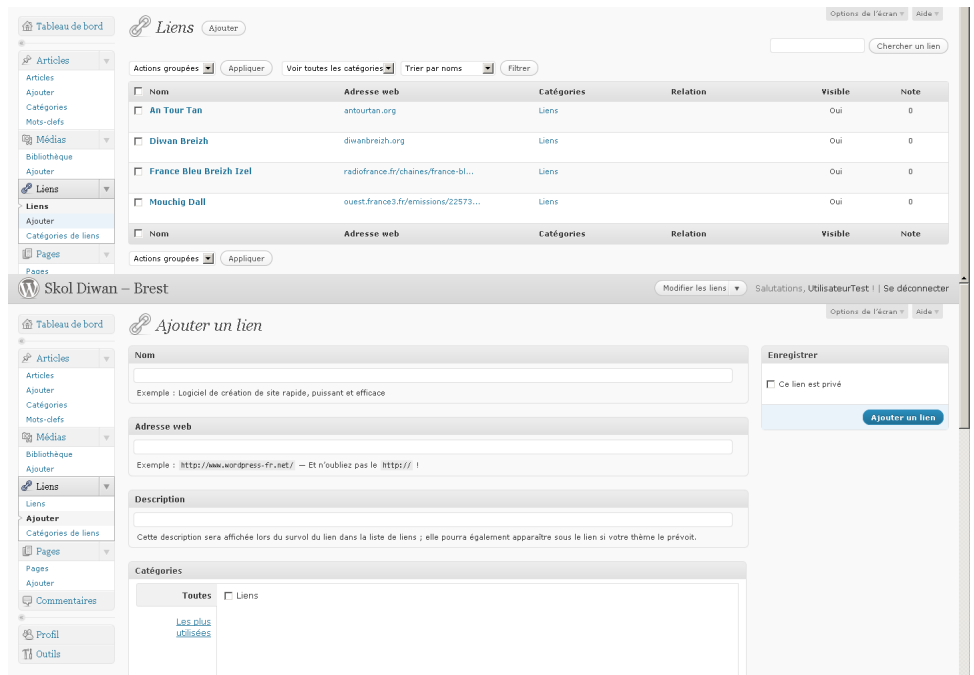 Options de l'écran Aide
Tableau de bord
Liens Ajouter
Chercher un lien
Articles
Articles
Ajouter
Catégories
Mots-clefs
Médias
Bibliothèque
Ajouter
Liens
Liens
Ajouter
Catégories de liens
Pages
Pages
Actions groupées Appliquer Voir toutes les catégories Trier par noms Filtrer
Nom Adresse web Catégories Relation Visible Note
An Tour Tan antourtan.org Liens Oui 0
Diwan Breizh diwanbreizh.org Liens Oui 0
France Bleu Breizh Izel radiofrance.fr/chaines/france-bl... Liens Oui 0
Mouchig Dall ouest.france3.fr/emissions/22573... Liens Oui 0
Nom Adresse web Catégories Relation Visible Note
Actions groupées Appliquer
Skol Diwan – Brest Modifier les liens Salutations, UtilisateurTest ! | Se déconnecter
Options de l'écran Aide
Tableau de bord
Articles
Articles
Ajouter
Catégories
Mots-clefs
Médias
Bibliothèque
Ajouter
Liens
Liens
Ajouter
Catégories de liens
Pages
Pages
Ajouter
Commentaires
Profil
Outils
Ajouter un lien
Nom
Exemple : Logiciel de création de site rapide, puissant et efficace
Adresse web
Exemple : http://www.wordpress-fr.net/ — Et n'oubliez pas le http:// !
Description
Cette description sera affichée lors du survol du lien dans la liste de liens ; elle pourra également apparaître sous le lien si votre thème le prévoit.
Catégories
Toutes Liens
Les plus
utilisées
Enregistrer
Ce lien est privé
Ajouter un lien